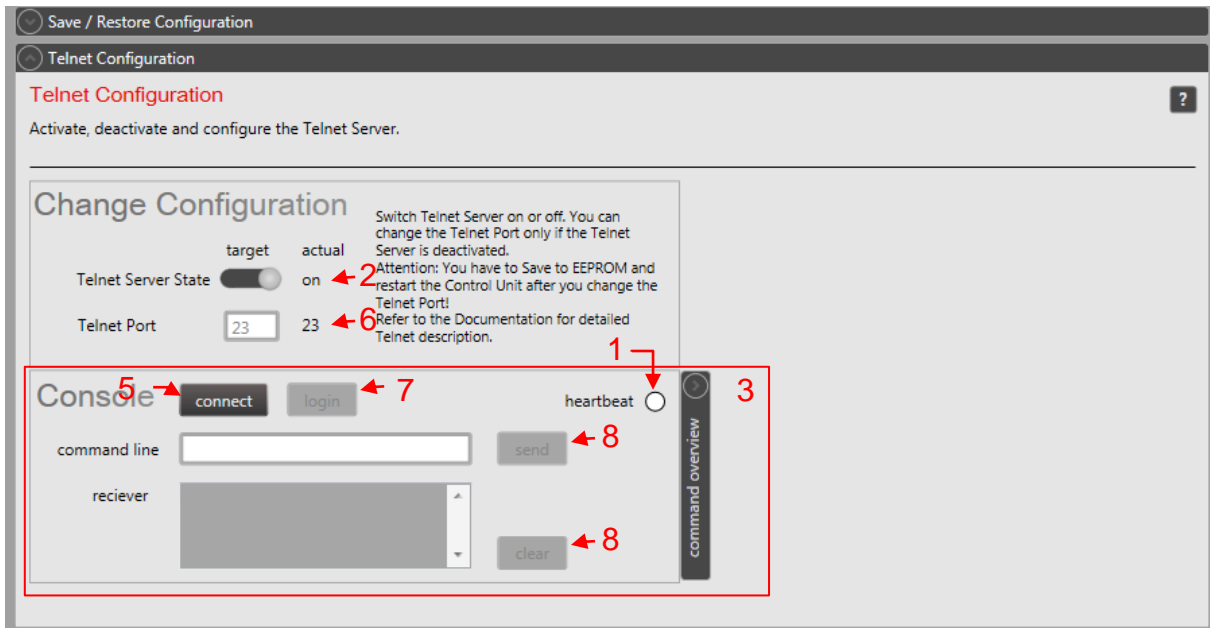 Save / Restore Configuration
Telnet Configuration
Telnet Configuration
?
Activate, deactivate and configure the Telnet Server.
Change Configuration
Switch Telnet Server on or off. You can
change the Telnet Port only if the Telnet
Server is deactivated.
Attention: You have to Save to EEPROM and
restart the Control Unit after you change the
Telnet Port!
Refer to the Documentation for detailed
Telnet description.
target actual
Telnet Server State on 2
Telnet Port 23 23 6
1
Console 5 connect login 7 heartbeat 3
command line send 8
reciever
clear 8
command overview